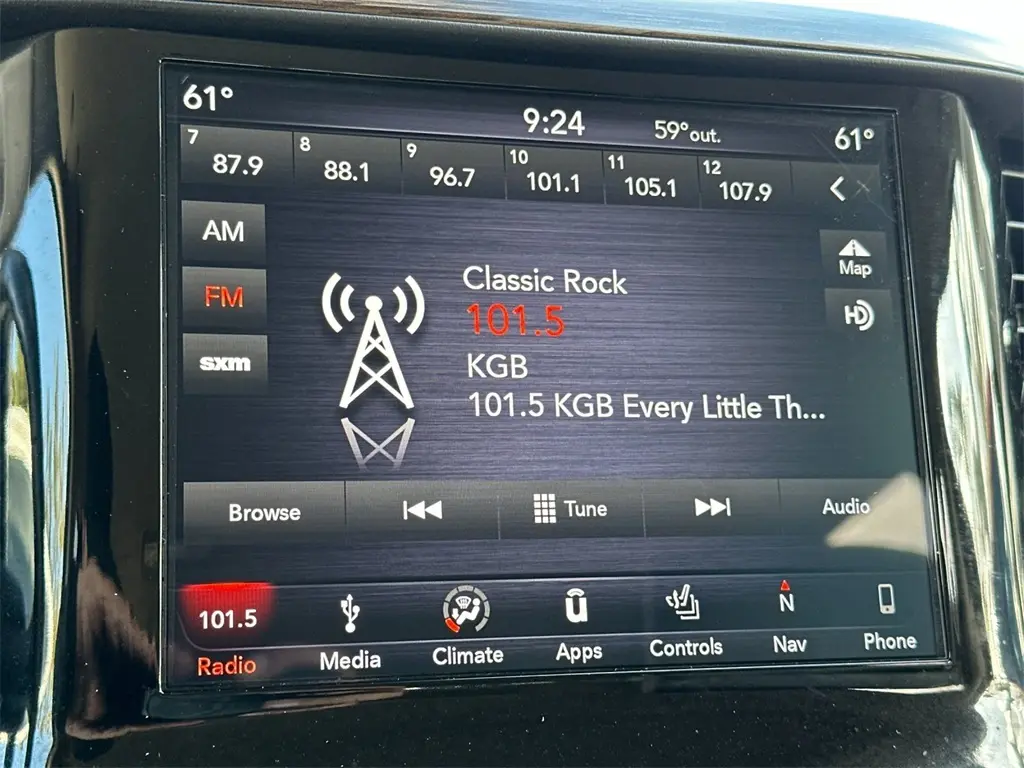 61° 9:24 59°out. 61°
7 8 9 10 11 12
87.9 88.1 96.7 101.1 105.1 107.9
AM
FM
sxm
Classic Rock
101.5
KGB
101.5 KGB Every Little Th...
Map
HD
Browse Tune Audio
101.5 N
Radio Media Climate Apps Controls Nav Phone